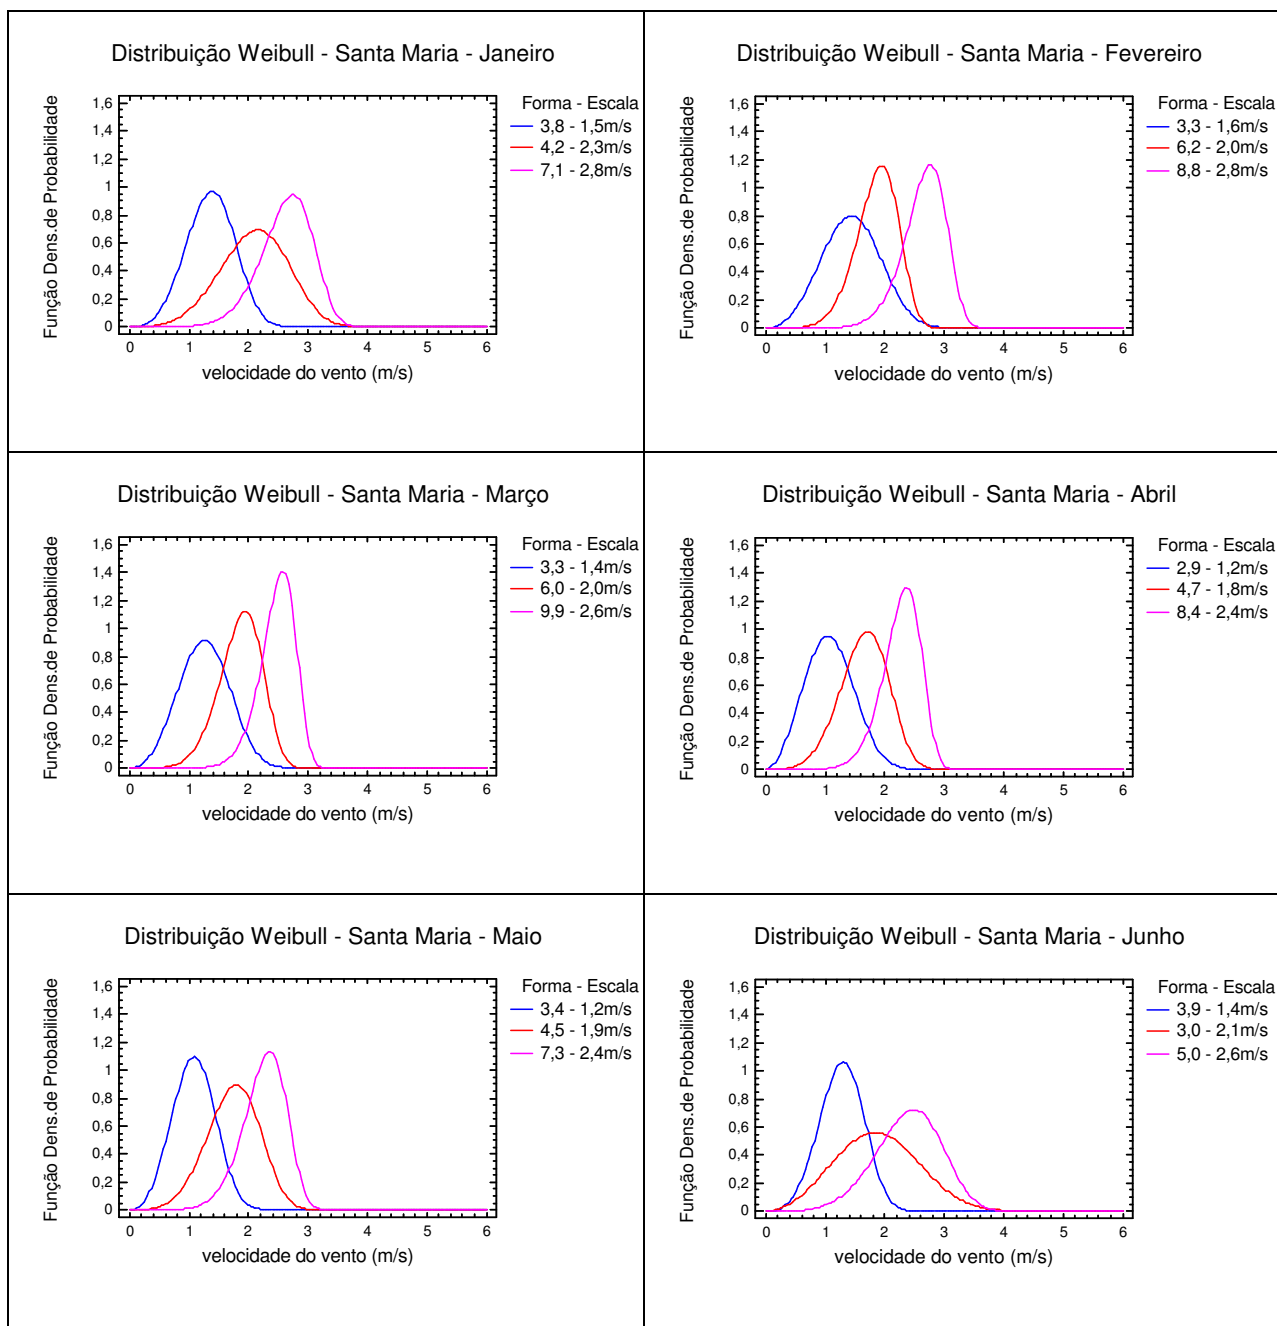 Distribuição Weibull - Santa Maria - Janeiro
Função Dens.de Probabilidade
1,6
1,4
1,2
1
0,8
0,6
0,4
0,2
0
0 1 2 3 4 5 6
velocidade do vento (m/s)
Forma - Escala
3,8 - 1,5m/s
4,2 - 2,3m/s
7,1 - 2,8m/s
Distribuição Weibull - Santa Maria - Fevereiro
Função Dens.de Probabilidade
1,6
1,4
1,2
1
0,8
0,6
0,4
0,2
0
0 1 2 3 4 5 6
velocidade do vento (m/s)
Forma - Escala
3,3 - 1,6m/s
6,2 - 2,0m/s
8,8 - 2,8m/s
Distribuição Weibull - Santa Maria - Março
Função Dens.de Probabilidade
1,6
1,4
1,2
1
0,8
0,6
0,4
0,2
0
0 1 2 3 4 5 6
velocidade do vento (m/s)
Forma - Escala
3,3 - 1,4m/s
6,0 - 2,0m/s
9,9 - 2,6m/s
Distribuição Weibull - Santa Maria - Abril
Função Dens.de Probabilidade
1,6
1,4
1,2
1
0,8
0,6
0,4
0,2
0
0 1 2 3 4 5 6
velocidade do vento (m/s)
Forma - Escala
2,9 - 1,2m/s
4,7 - 1,8m/s
8,4 - 2,4m/s
Distribuição Weibull - Santa Maria - Maio
Função Dens.de Probabilidade
1,6
1,4
1,2
1
0,8
0,6
0,4
0,2
0
0 1 2 3 4 5 6
velocidade do vento (m/s)
Forma - Escala
3,4 - 1,2m/s
4,5 - 1,9m/s
7,3 - 2,4m/s
Distribuição Weibull - Santa Maria - Junho
Função Dens.de Probabilidade
1,6
1,4
1,2
1
0,8
0,6
0,4
0,2
0
0 1 2 3 4 5 6
velocidade do vento (m/s)
Forma - Escala
3,9 - 1,4m/s
3,0 - 2,1m/s
5,0 - 2,6m/s